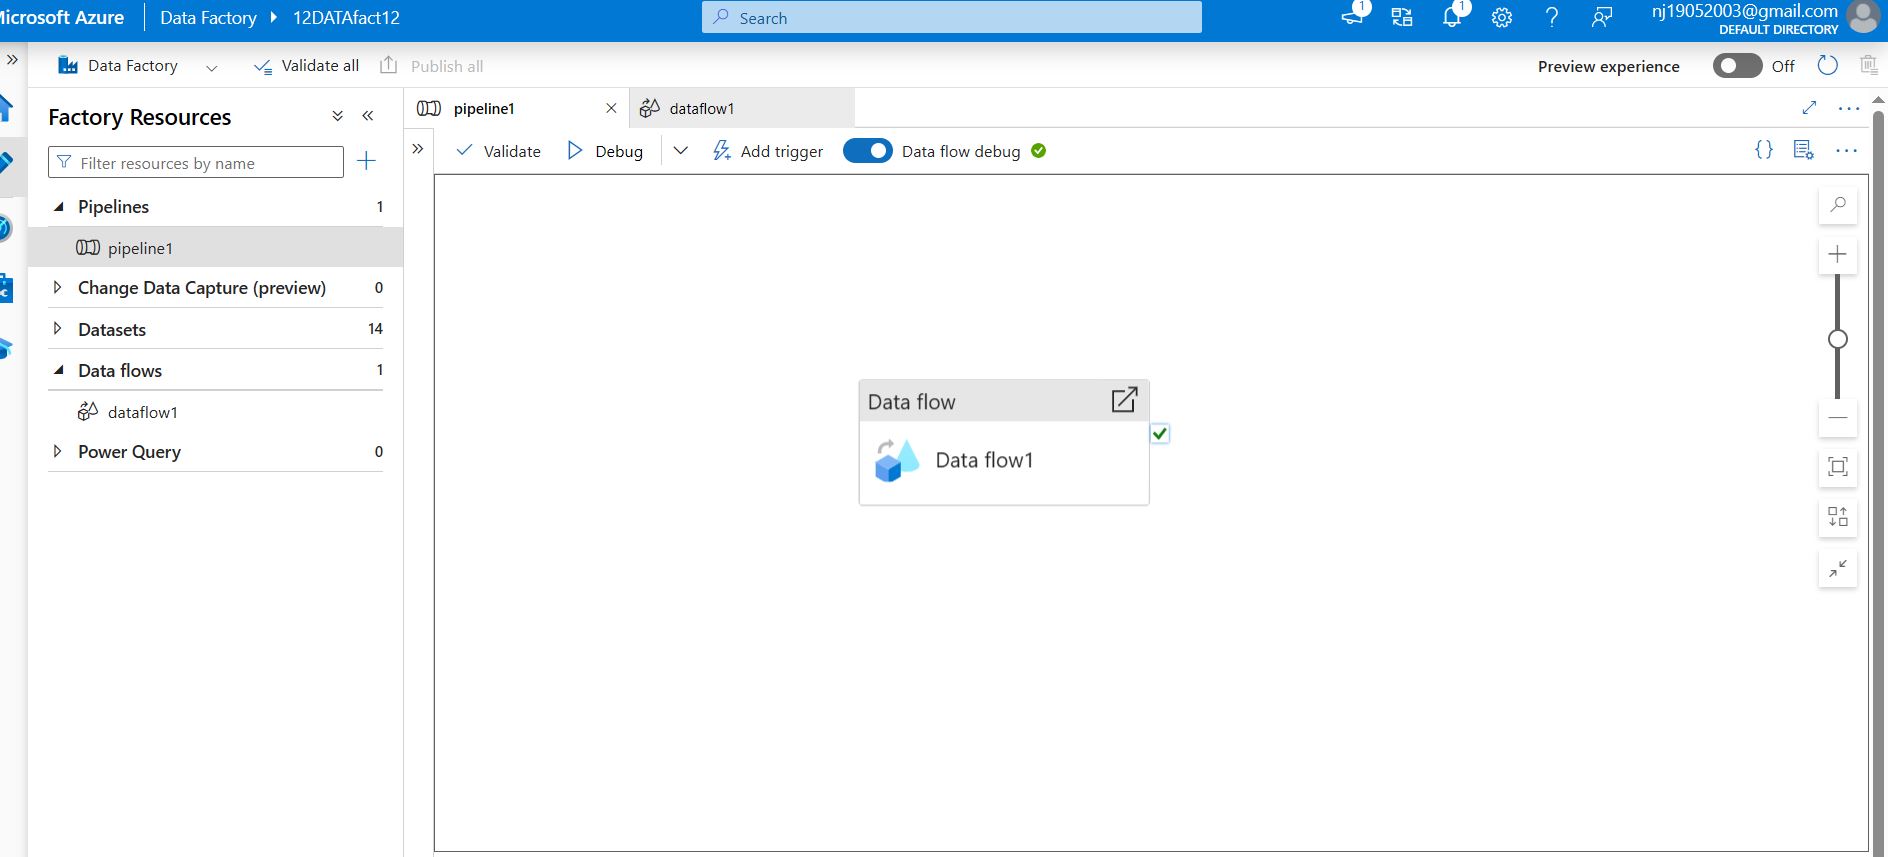 Microsoft Azure
Data Factory
12DATAfact12
Search
1
1
nj19052003@gmail.com
DEFAULT DIRECTORY
Data Factory
Validate all
Publish all
Preview experience
Off
Factory Resources
Filter resources by name
Pipelines 1
pipeline1
Change Data Capture (preview) 0
Datasets 14
Data flows 1
dataflow1
Power Query 0
pipeline1
dataflow1
Validate
Debug
Add trigger
Data flow debug
Data flow
Data flow1